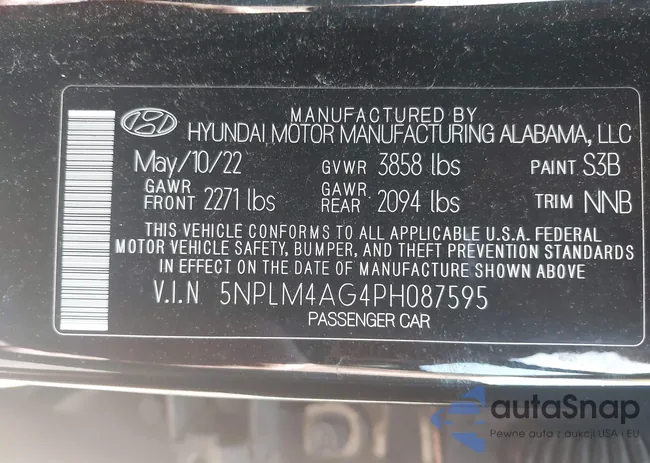 MANUFACTURED BY
HYUNDAI MOTOR MANUFACTURING ALABAMA, LLC
May/10/22 GVWR 3858 lbs PAINT S3B
GAWR FRONT 2271 lbs GAWR REAR 2094 lbs TRIM NNB
THIS VEHICLE CONFORMS TO ALL APPLICABLE U.S.A. FEDERAL
MOTOR VEHICLE SAFETY, BUMPER, AND THEFT PREVENTION STANDARDS
IN EFFECT ON THE DATE OF MANUFACTURE SHOWN ABOVE
V.I.N 5NPLM4AG4PH087595
PASSENGER CAR
autaSnap
Pewne auta z aukcji USA i EU